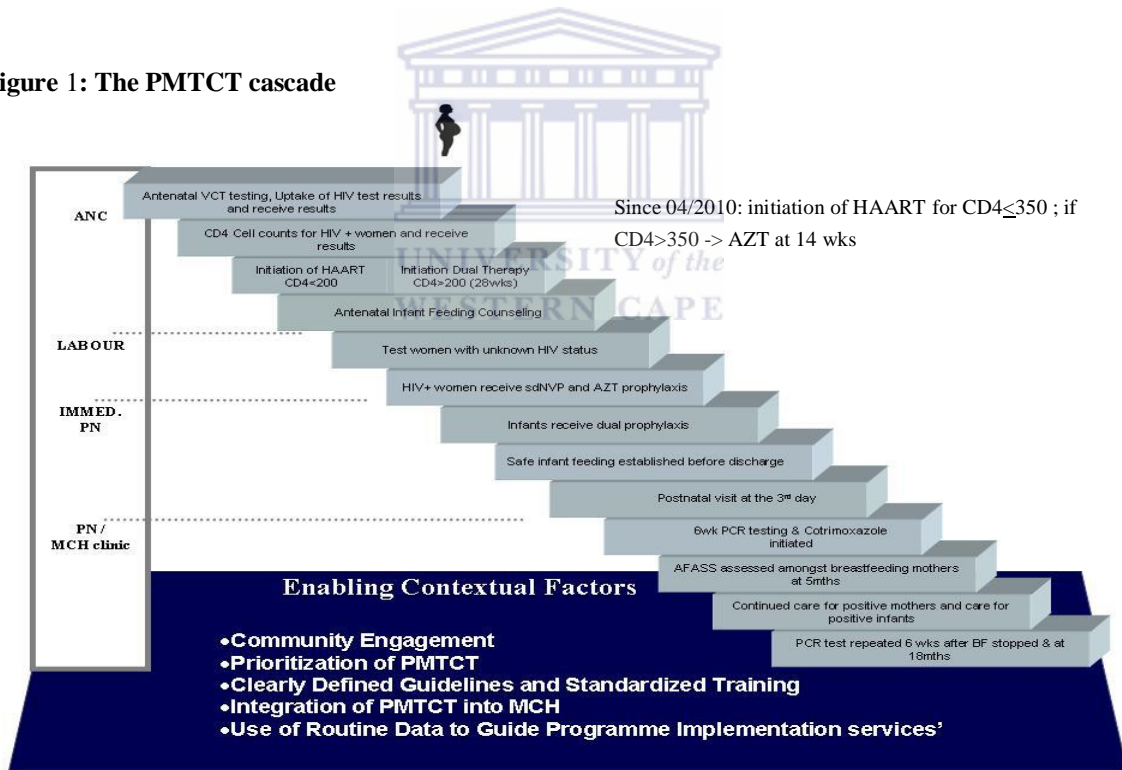 igure 1: The PMTCT cascade
Since 04/2010: initiation of HAART for CD4<350 ; if
CD4>350 -> AZT at 14 wks
UNIVERSITY of the
WESTERN CAPE
ANC
LABOUR
IMMED.
PN
PN /
MCH clinic
Antenatal VCT testing, Uptake of HIV test results
and receive results
CD4 Cell counts for HIV + women and receive
results
Initiation of HAART
CD4<200
Initiation Dual Therapy
CD4>200 (28wks)
Antenatal Infant Feeding Counseling
Test women with unknown HIV status
HIV+ women receive sdNVP and AZT prophylaxis
Infants receive dual prophylaxis
Safe infant feeding established before discharge
Postnatal visit at the 3rd day
6wk PCR testing & Cotrimoxazole
initiated
AFASS assessed amongst breastfeeding mothers
at 5mths
Continued care for positive mothers and care for
positive infants
PCR test repeated 6 wks after BF stopped & at
18mths
Enabling Contextual Factors
•Community Engagement
•Prioritization of PMTCT
•Clearly Defined Guidelines and Standardized Training
•Integration of PMTCT into MCH
•Use of Routine Data to Guide Programme Implementation services’